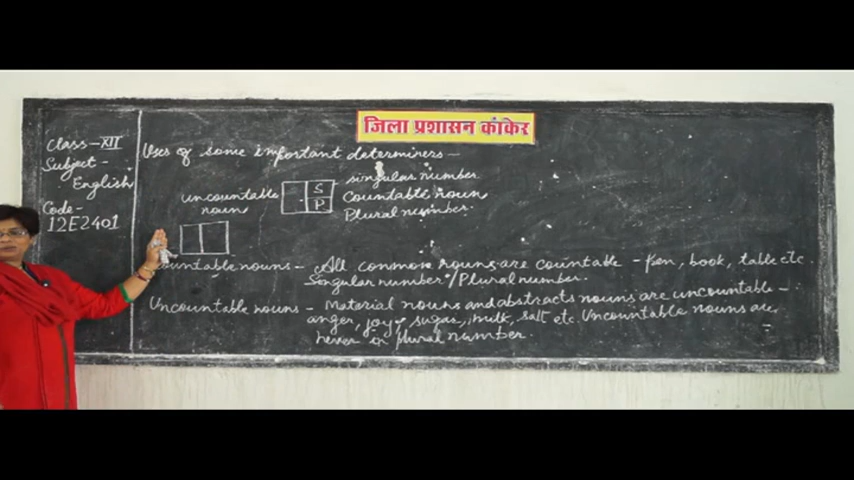 जिला प्रशासन कांकेर
Class-XII
Subject-
English
Code-
12E2401
Uses of some important determiners-
uncountable
noun
S
P
singular number
Countable noun
Plural number.
Countable nouns - All common nouns are countable - Pen, book, table etc.
Singular number/Plural number.
Uncountable nouns - Material nouns and abstracts nouns are uncountable -
anger, joy, sugar, milk, salt etc. Uncountable nouns are
never in plural number.